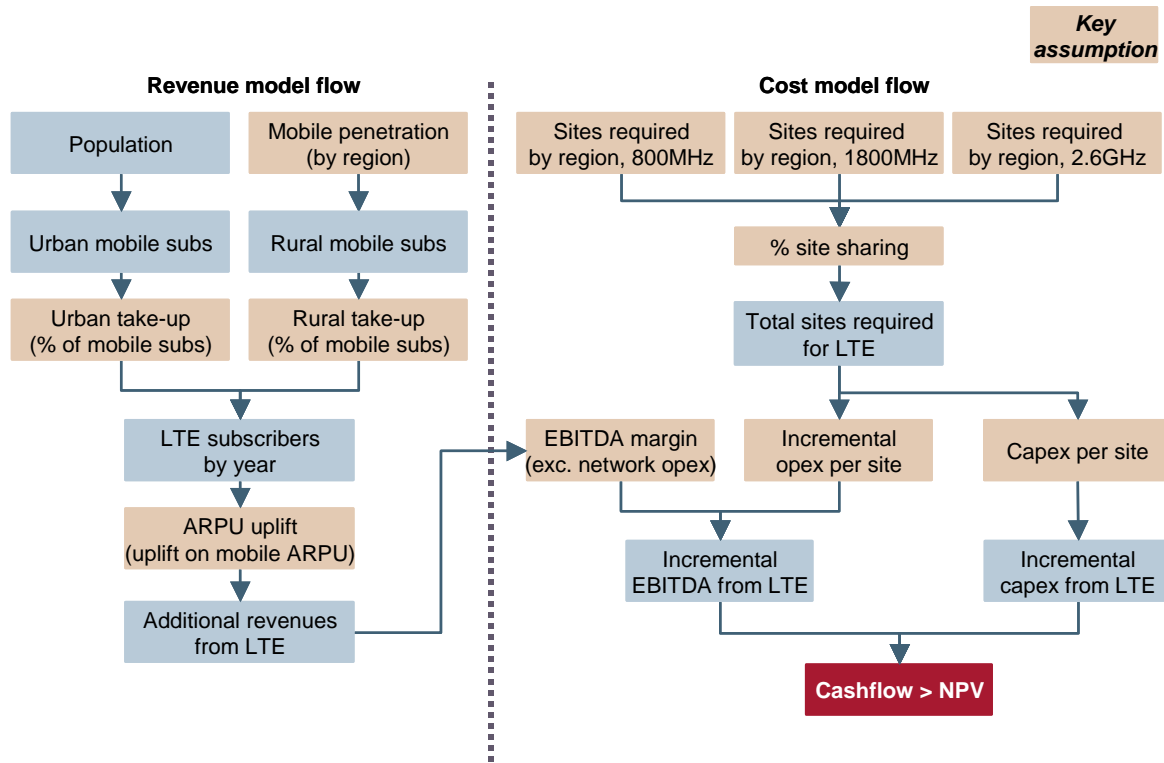 Key
assumption
Revenue model flow
Cost model flow
Population
Mobile penetration
(by region)
Sites required
by region, 800MHz
Sites required
by region, 1800MHz
Sites required
by region, 2.6GHz
Urban mobile subs
Rural mobile subs
% site sharing
Urban take-up
(% of mobile subs)
Rural take-up
(% of mobile subs)
Total sites required
for LTE
LTE subscribers
by year
EBITDA margin
(exc. network opex)
Incremental
opex per site
Capex per site
ARPU uplift
(uplift on mobile ARPU)
Incremental
EBITDA from LTE
Incremental
capex from LTE
Additional revenues
from LTE
Cashflow > NPV